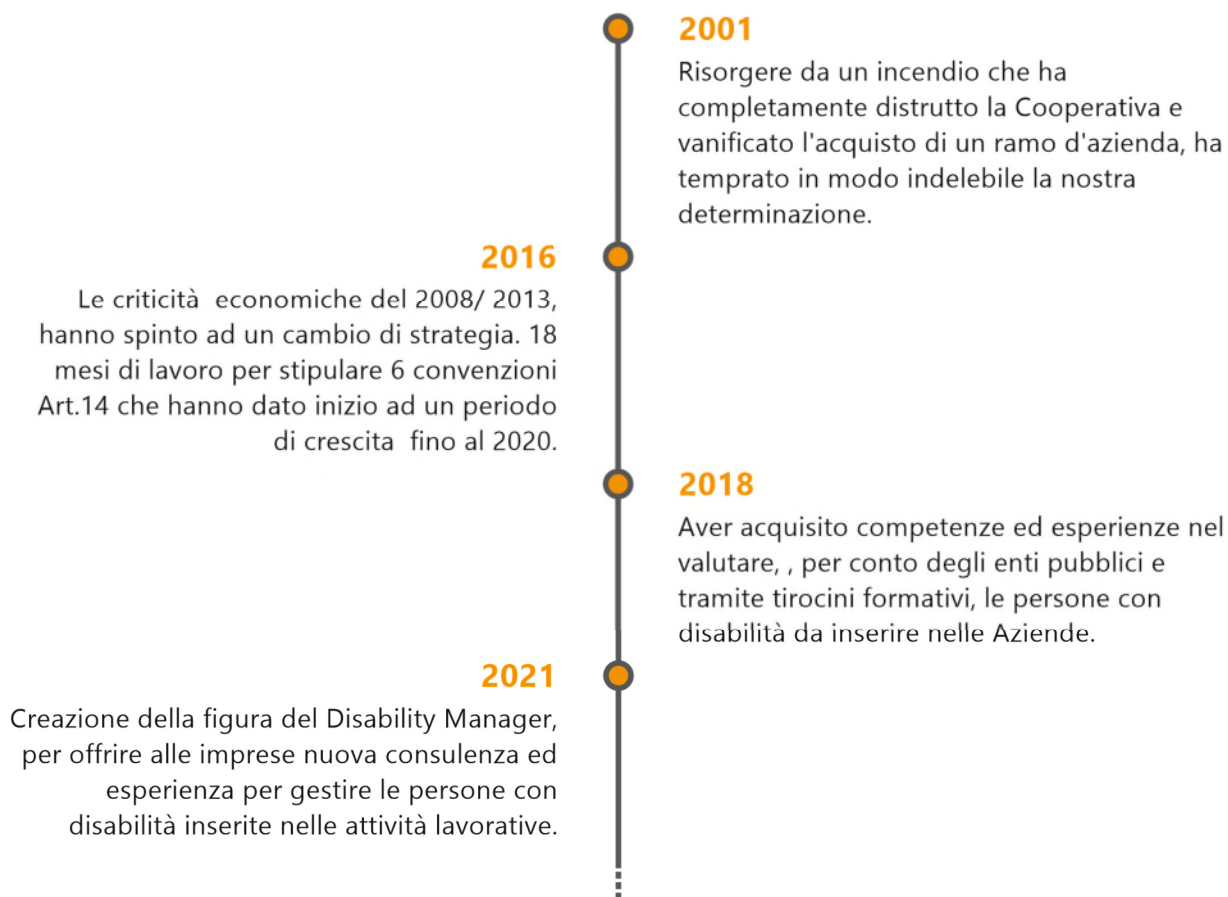 2001
Risorgere da un incendio che ha
completamente distrutto la Cooperativa e
vanificato l'acquisto di un ramo d'azienda, ha
temprato in modo indelebile la nostra
determinazione.
2016
Le criticità  economiche del 2008/ 2013,
hanno spinto ad un cambio di strategia. 18
mesi di lavoro per stipulare 6 convenzioni
Art.14 che hanno dato inizio ad un periodo
di crescita  fino al 2020.
2018
Aver acquisito competenze ed esperienze nel
valutare, , per conto degli enti pubblici e
tramite tirocini formativi, le persone con
disabilità da inserire nelle Aziende.
2021
Creazione della figura del Disability Manager,
per offrire alle imprese nuova consulenza ed
esperienza per gestire le persone con
disabilità inserite nelle attività lavorative.